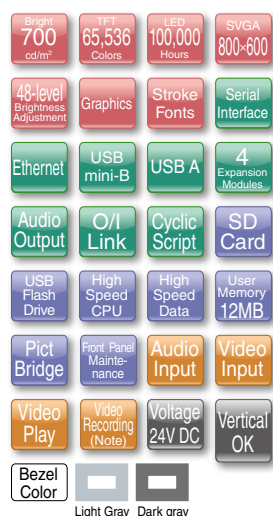 Bright
700
cd/m²
TFT
65,536
Colors
LED
100,000
Hours
SVGA
800×600
48-level
Brightness
Adjustment
Graphics
Stroke
Fonts
Serial
Interface
Ethernet
USB
mini-B
USB A
4
Expansion
Modules
Audio
Output
O/I
Link
Cyclic
Script
SD
Card
USB
Flash
Drive
High
Speed
CPU
High
Speed
Data
User
Memory
12MB
Pict
Bridge
Front Panel
Mainte-
nance
Audio
Input
Video
Input
Video
Play
Video
Recording
(Note)
Voltage
24V DC
Vertical
OK
Bezel
Color
Light Gray
Dark gray